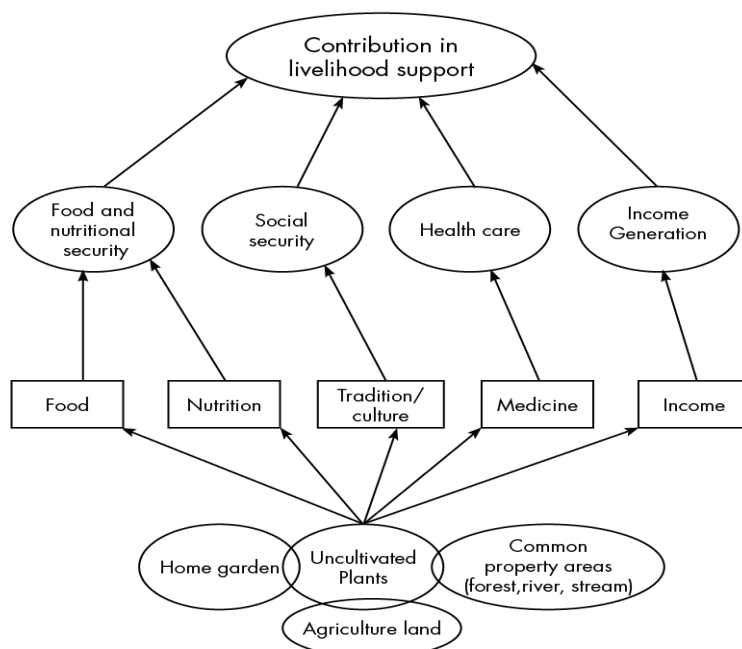 Contribution in
livelihood support
Food and
nutritional
security
Social
security
Health care
Income
Generation
Food
Nutrition
Tradition/
culture
Medicine
Income
Home garden
Uncultivated
Plants
Common
property areas
(forest,river, stream)
Agriculture land